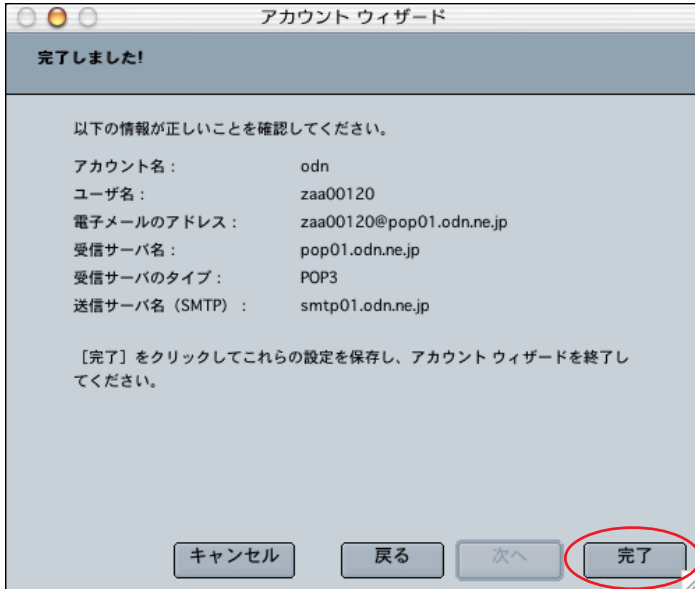 アカウント ウィザード
完了しました!
以下の情報が正しいことを確認してください。
アカウント名： odn
ユーザ名： zaa00120
電子メールのアドレス： zaa00120@pop01.odn.ne.jp
受信サーバ名： pop01.odn.ne.jp
受信サーバのタイプ： POP3
送信サーバ名（SMTP）： smtp01.odn.ne.jp
［完了］をクリックしてこれらの設定を保存し、アカウント ウィザードを終了し
てください。
キャンセル 戻る 次へ 完了